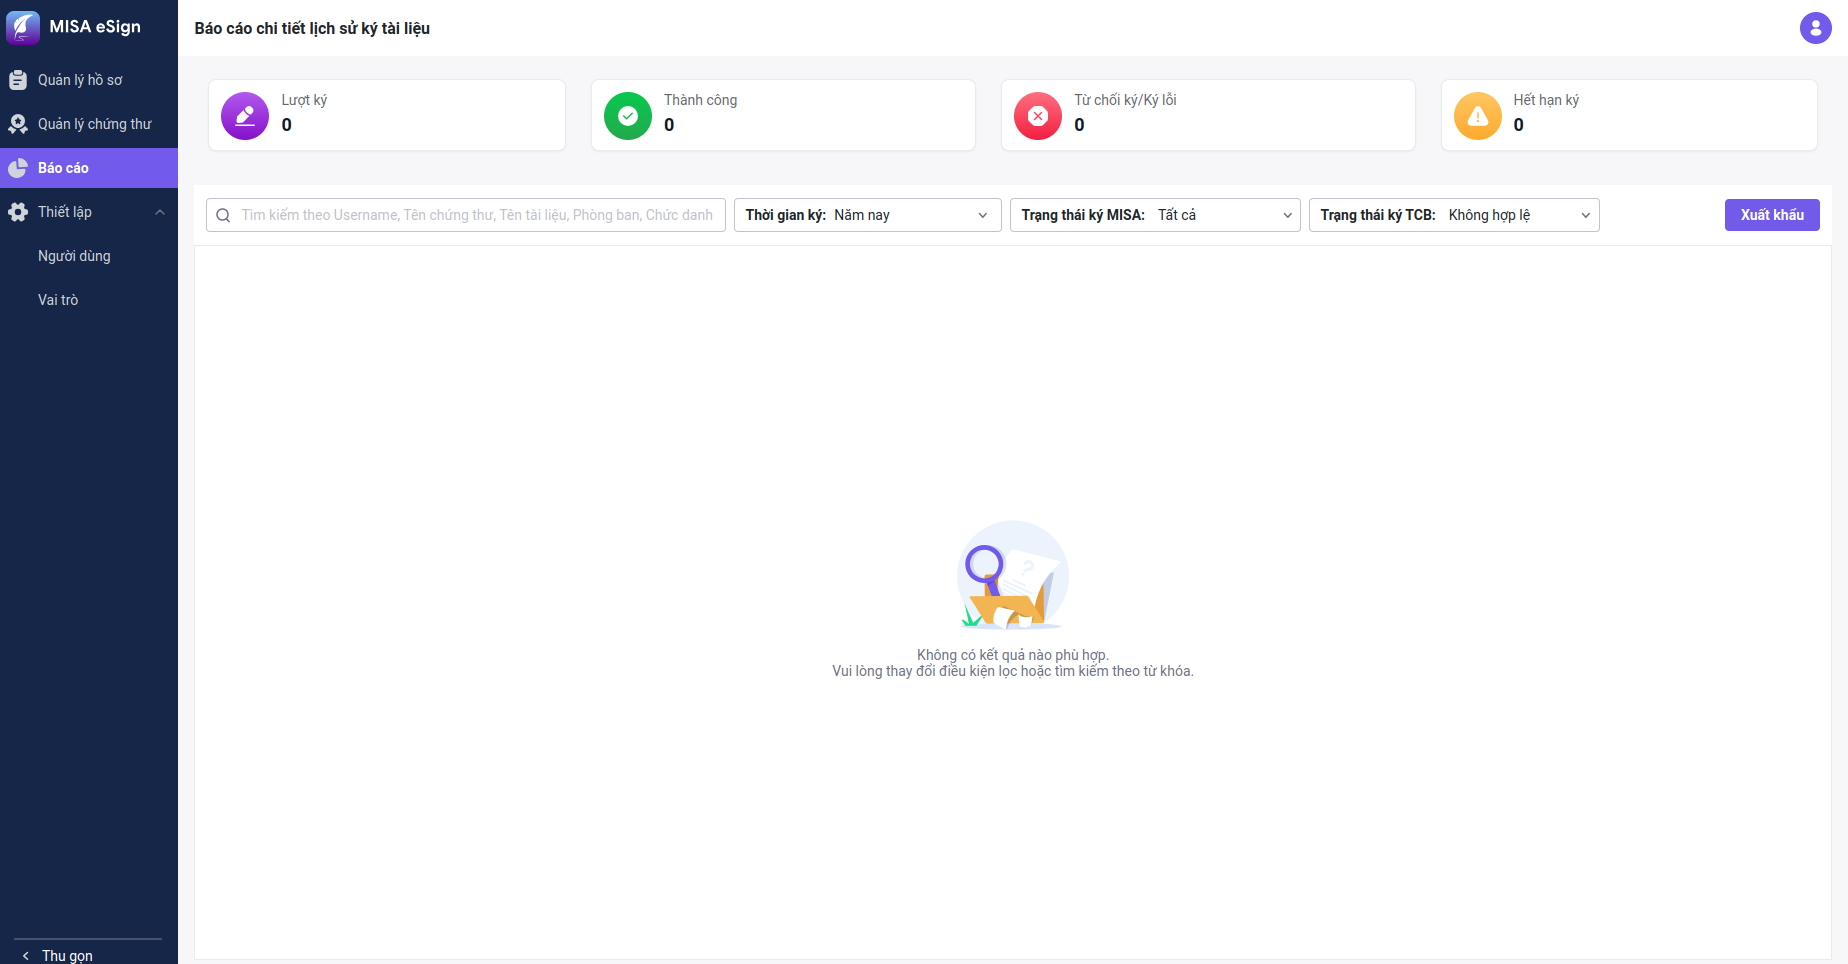 MISA eSign
Quản lý hồ sơ
Quản lý chứng thư
Báo cáo
Thiết lập
Người dùng
Vai trò
Thu gọn
Báo cáo chi tiết lịch sử ký tài liệu
Lượt ký
0
Thành công
0
Từ chối ký/Ký lỗi
0
Hết hạn ký
0
Tìm kiếm theo Username, Tên chứng thư, Tên tài liệu, Phòng ban, Chức danh
Thời gian ký: Năm nay
Trạng thái ký MISA: Tất cả
Trạng thái ký TCB: Không hợp lệ
Xuất khẩu
?
Không có kết quả nào phù hợp.
Vui lòng thay đổi điều kiện lọc hoặc tìm kiếm theo từ khóa.